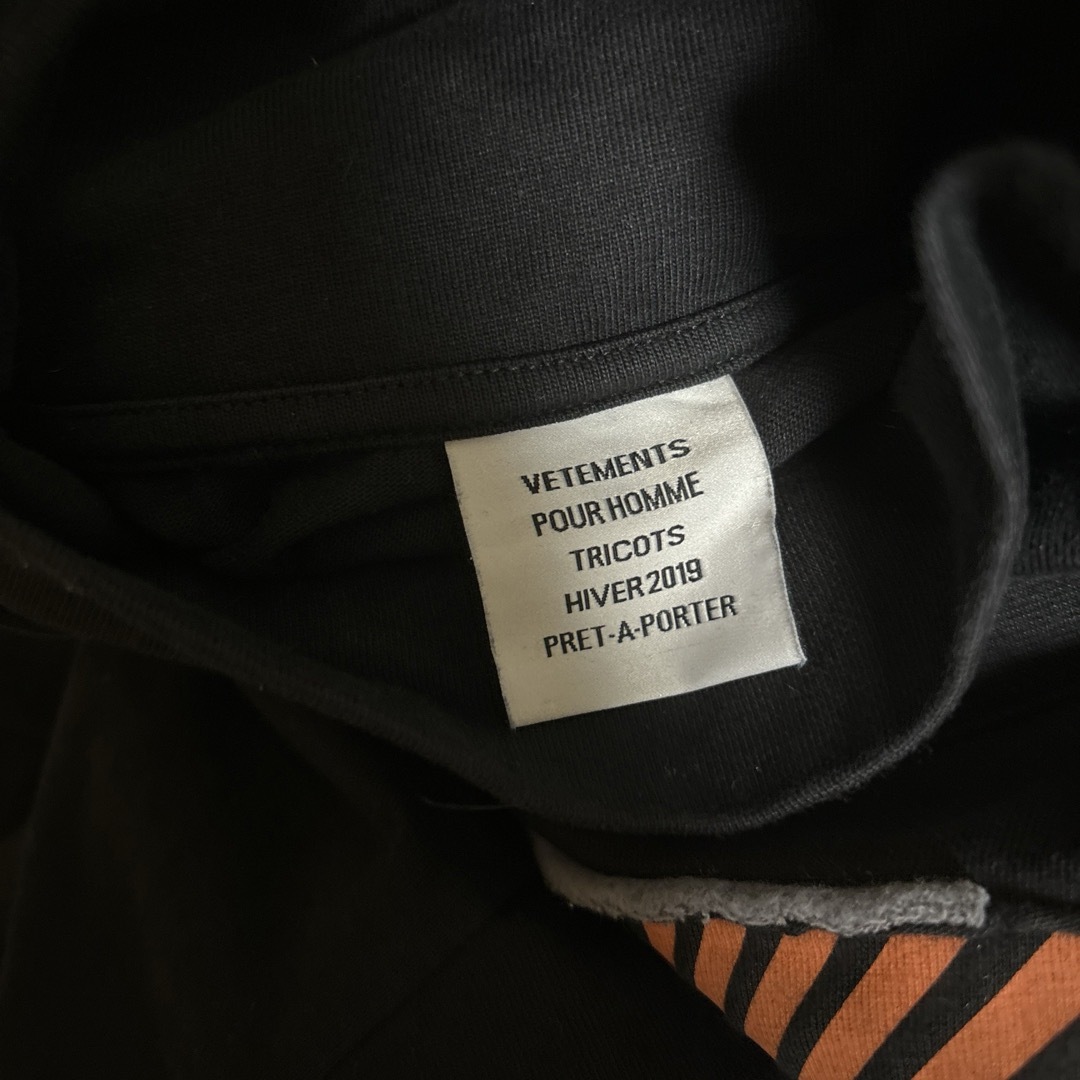 VETEMENTS
POUR HOMME
TRICOTS
HIVER 2019
PRET-A-PORTER